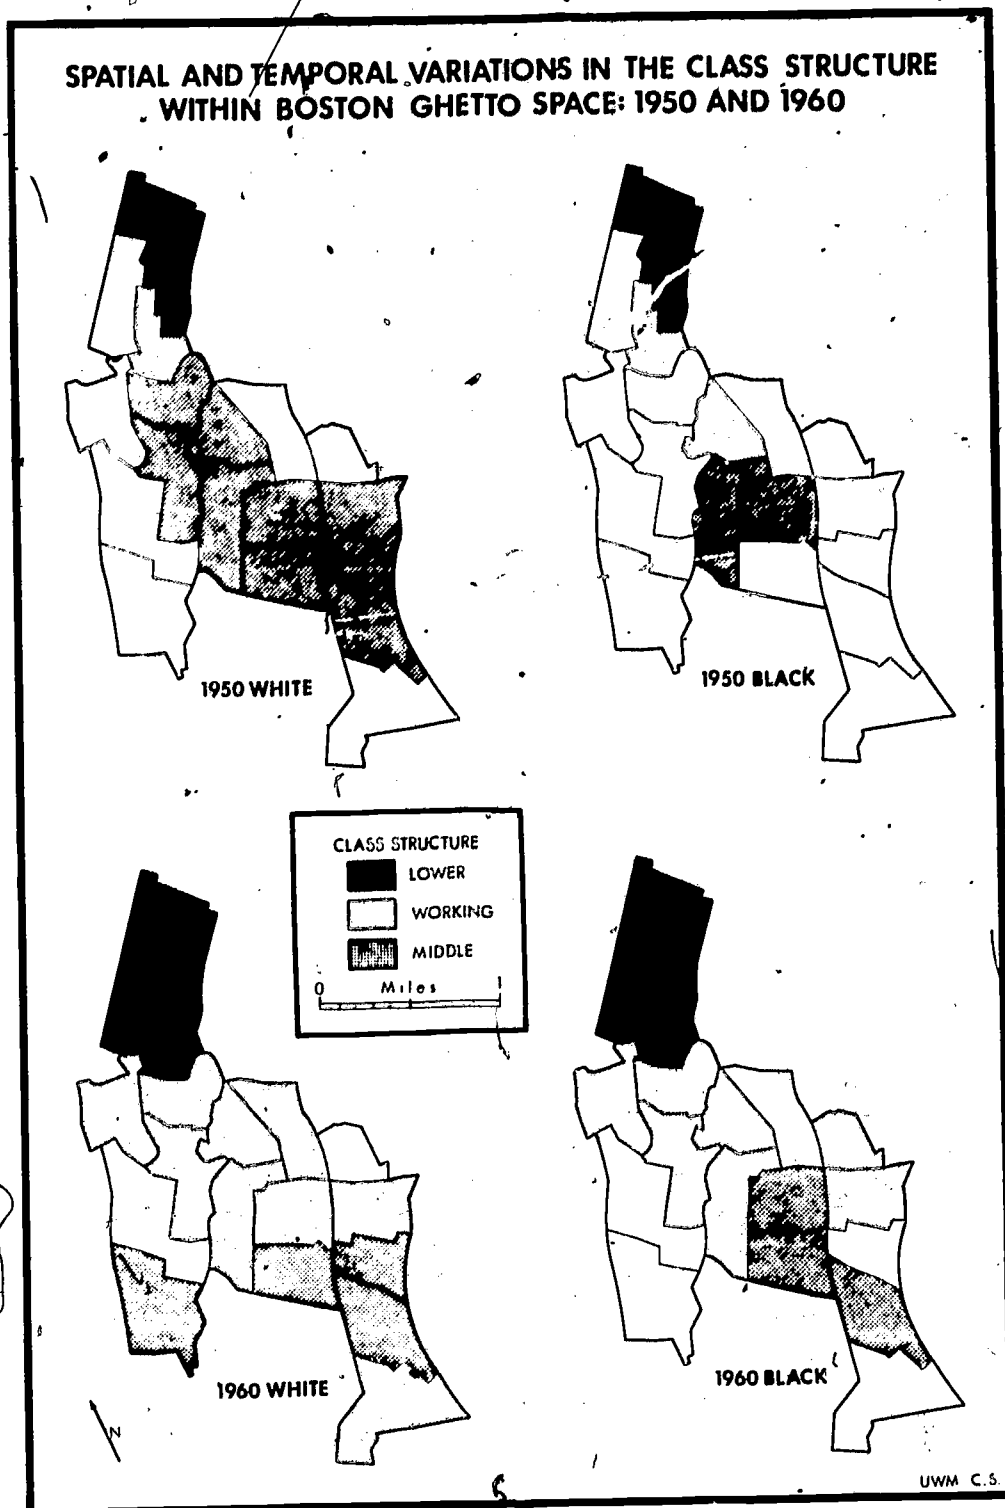 SPATIAL AND TEMPORAL VARIATIONS IN THE CLASS STRUCTURE
WITHIN BOSTON GHETTO SPACE: 1950 AND 1960
1950 WHITE
1950 BLACK
CLASS STRUCTURE
LOWER
WORKING
MIDDLE
0 Miles 1
1960 WHITE
1960 BLACK
N
UWM C.S.